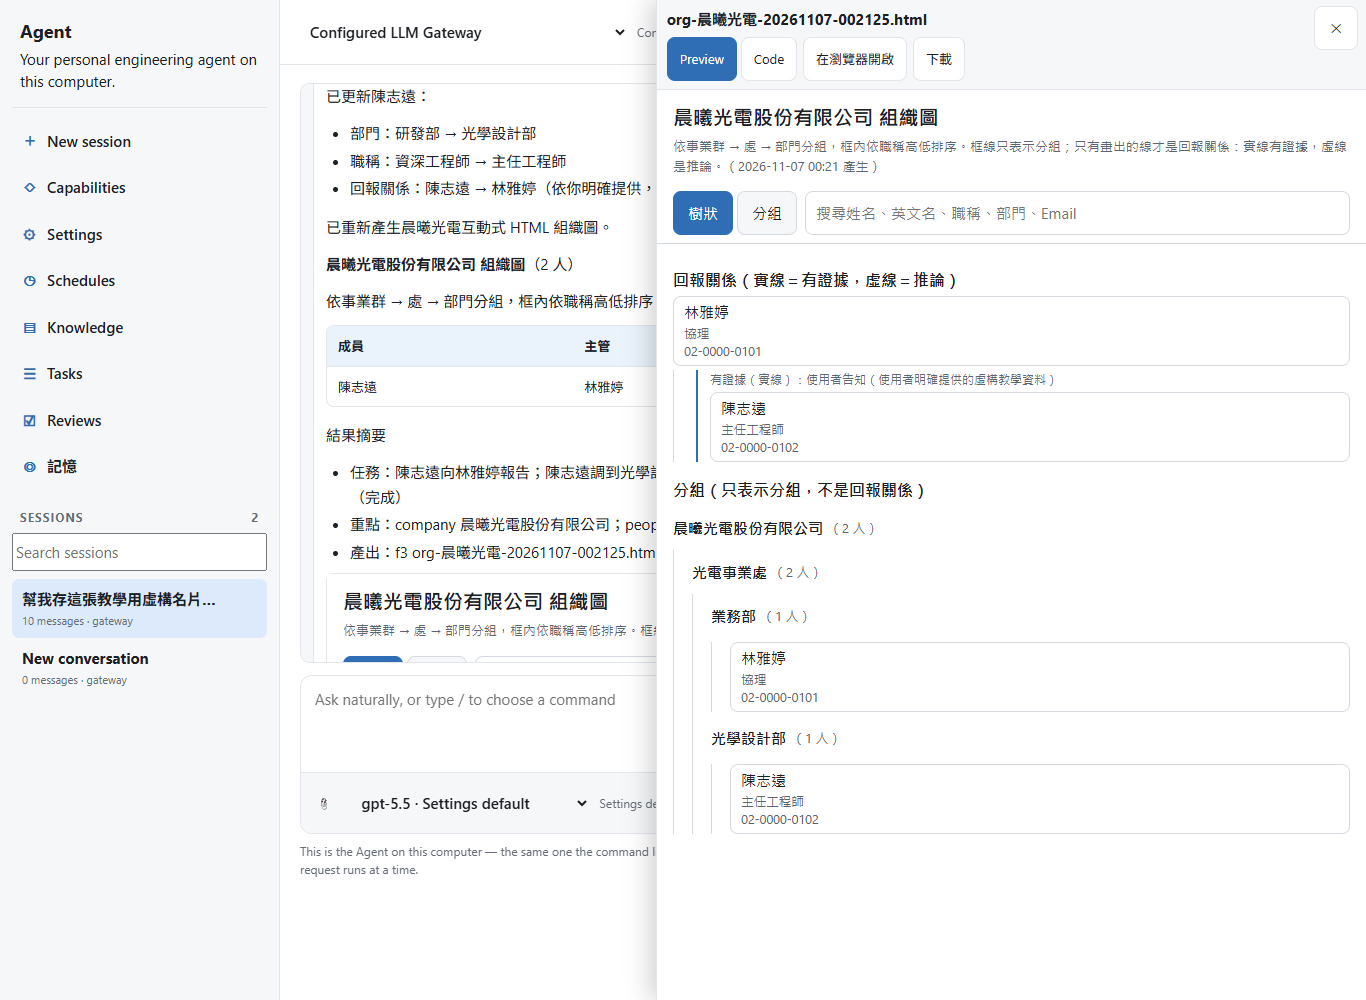 Agent
Your personal engineering agent on
this computer.
New session
Capabilities
Settings
Schedules
Knowledge
Tasks
Reviews
記憶
SESSIONS 2
Search sessions
幫我存這張教學用虛構名片...
10 messages · gateway
New conversation
0 messages · gateway
Configured LLM Gateway
已更新陳志遠：
部門：研發部 → 光學設計部
職稱：資深工程師 → 主任工程師
回報關係：陳志遠 → 林雅婷（依你明確提供，
已重新產生晨曦光電互動式 HTML 組織圖。
晨曦光電股份有限公司 組織圖（2 人）
依事業群 → 處 → 部門分組，框內依職稱高低排序
成員 主管
陳志遠 林雅婷
結果摘要
任務：陳志遠向林雅婷報告；陳志遠調到光學
（完成）
重點：company 晨曦光電股份有限公司；peop
產出：f3 org-晨曦光電-20261107-002125.htm
晨曦光電股份有限公司 組織圖
依事業群 → 處 → 部門分組，框內依職稱高低排序。框
Ask naturally, or type / to choose a command
gpt-5.5 · Settings default
Settings de
This is the Agent on this computer — the same one the command l
request runs at a time.
org-晨曦光電-20261107-002125.html
Preview Code 在瀏覽器開啟 下載
晨曦光電股份有限公司 組織圖
依事業群 → 處 → 部門分組，框內依職稱高低排序。框線只表示分組；只有畫出的線才是回報關係：實線有證據，虛線
是推論。（2026-11-07 00:21 產生）
樹狀 分組 搜尋姓名、英文名、職稱、部門、Email
回報關係（實線＝有證據，虛線＝推論）
林雅婷
協理
02-0000-0101
有證據（實線）：使用者告知（使用者明確提供的虛構教學資料）
陳志遠
主任工程師
02-0000-0102
分組（只表示分組，不是回報關係）
晨曦光電股份有限公司（2 人）
光電事業處（2 人）
業務部（1 人）
林雅婷
協理
02-0000-0101
光學設計部（1 人）
陳志遠
主任工程師
02-0000-0102